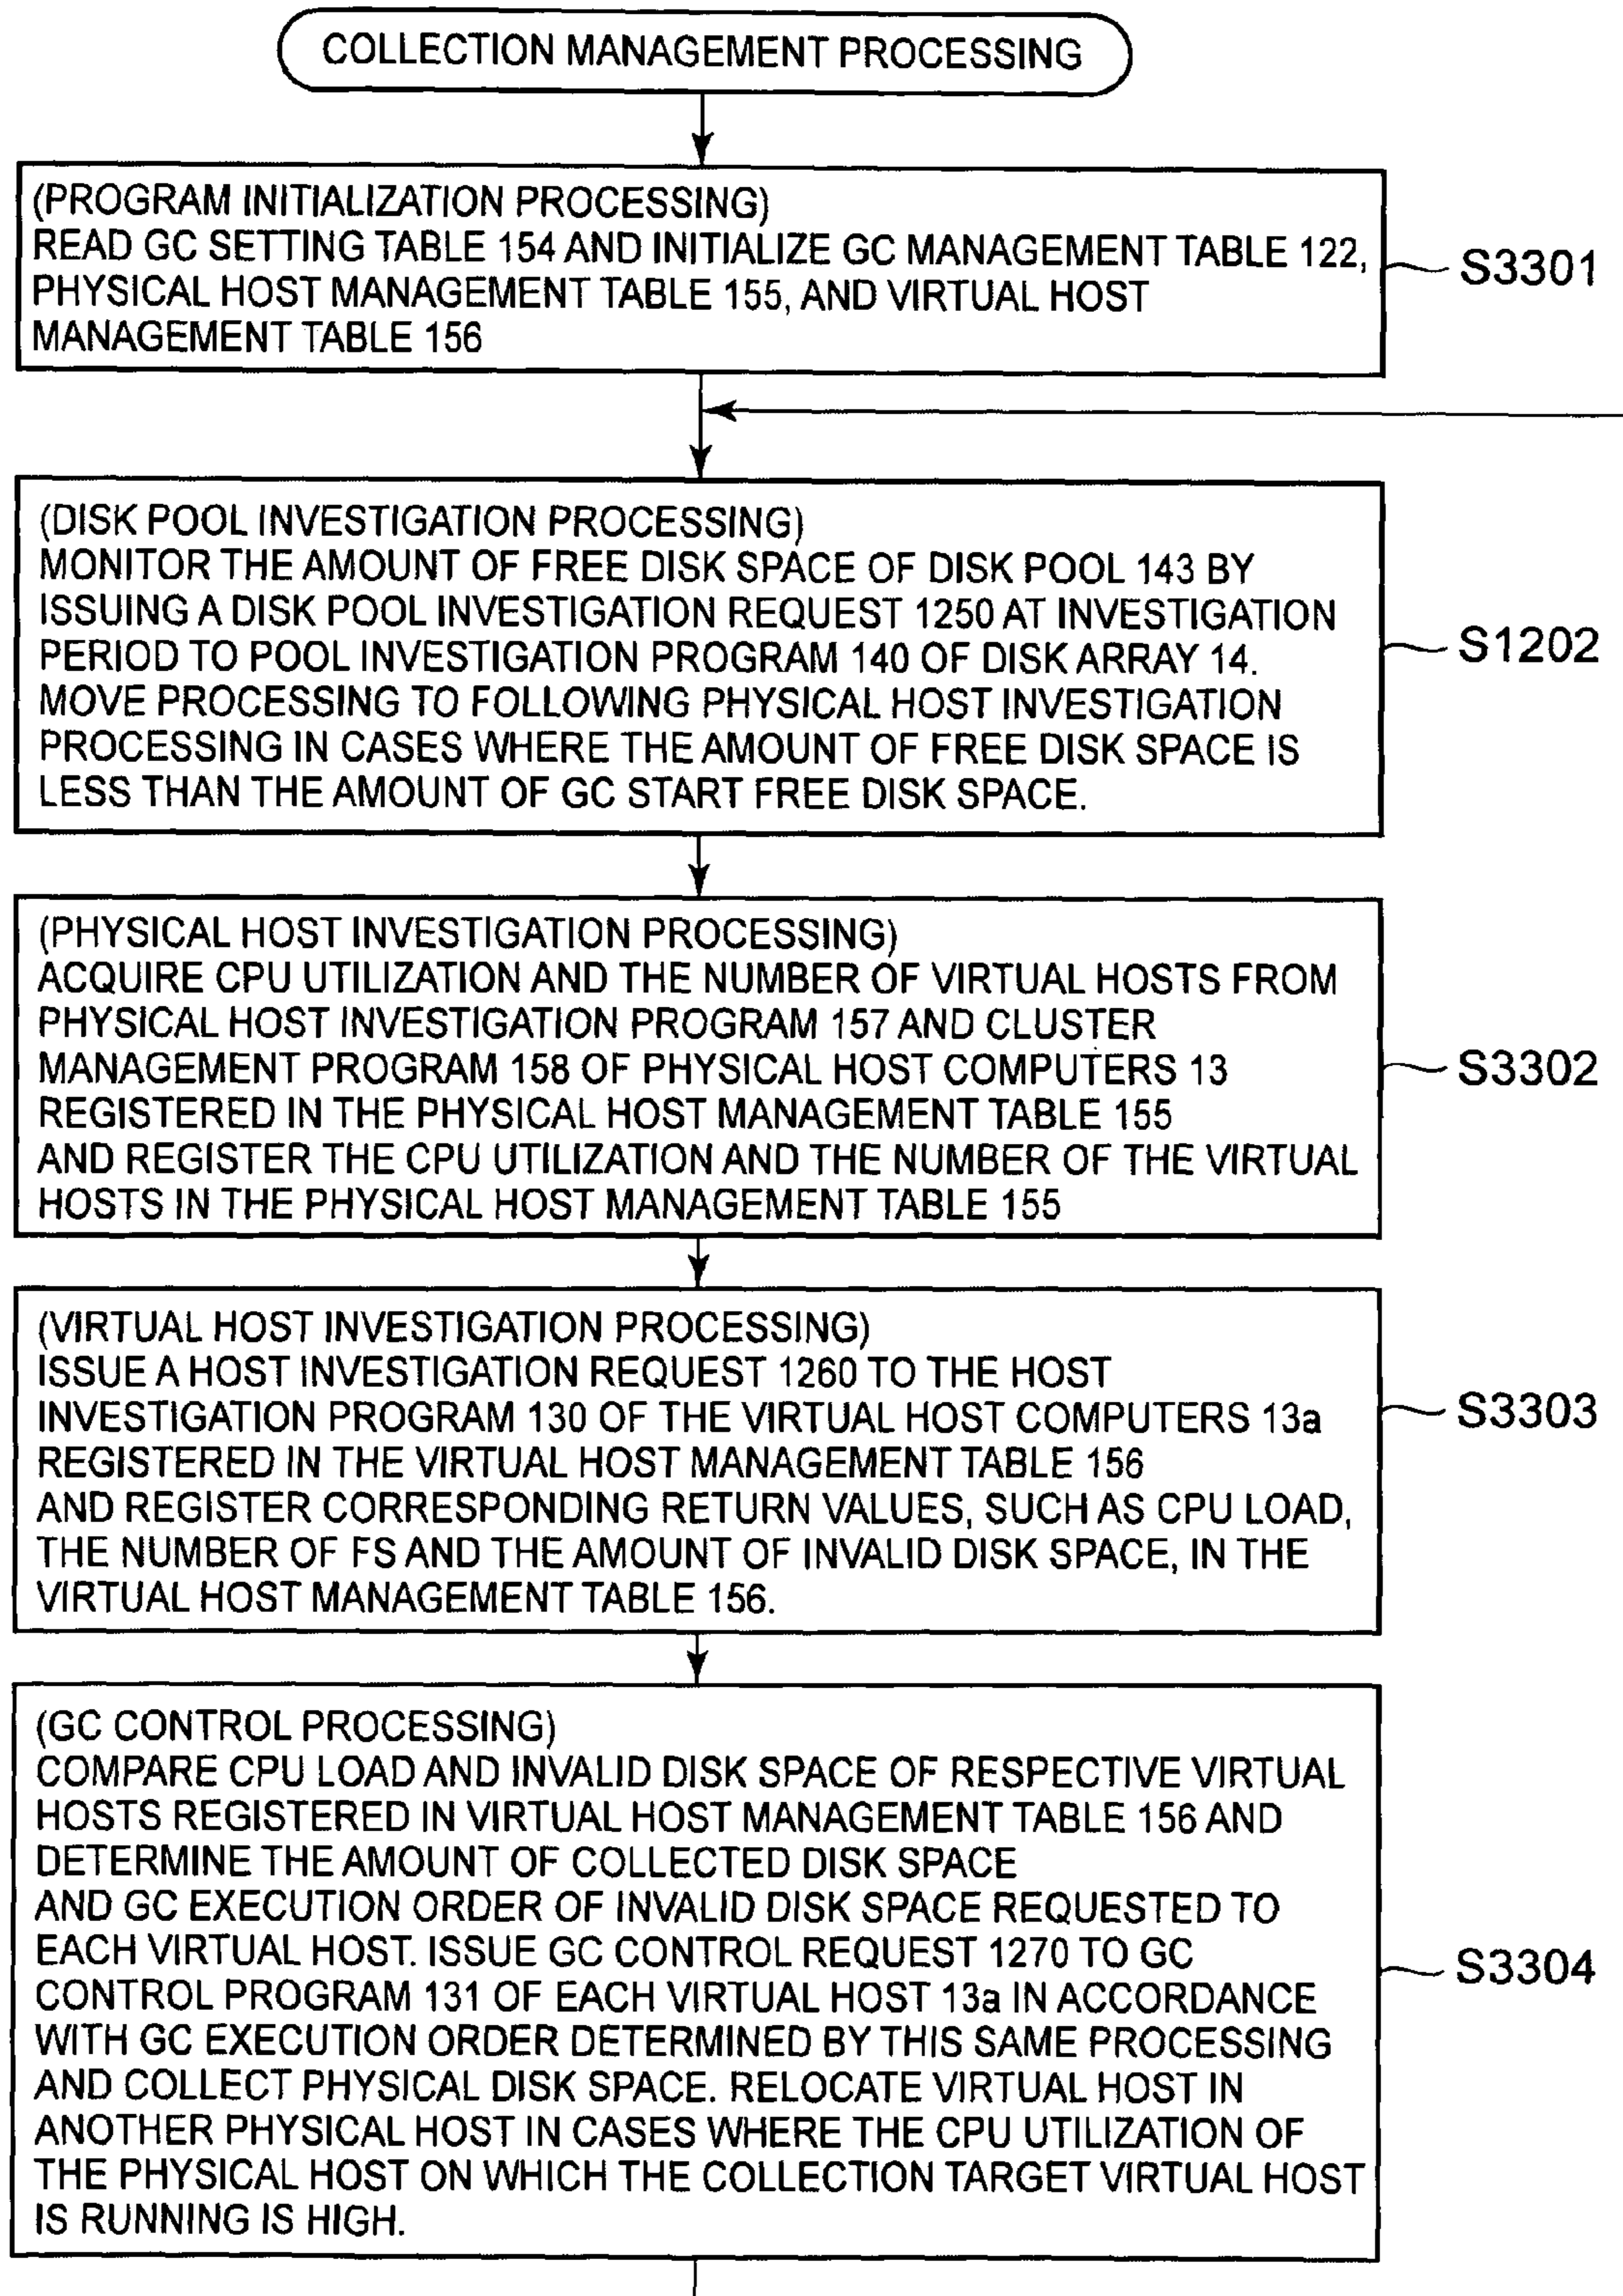 COLLECTION MANAGEMENT PROCESSING
(PROGRAM INITIALIZATION PROCESSING)
READ GC SETTING TABLE 154 AND INITIALIZE GC MANAGEMENT TABLE 122,
PHYSICAL HOST MANAGEMENT TABLE 155, AND VIRTUAL HOST
MANAGEMENT TABLE 156
S3301
(DISK POOL INVESTIGATION PROCESSING)
MONITOR THE AMOUNT OF FREE DISK SPACE OF DISK POOL 143 BY
ISSUING A DISK POOL INVESTIGATION REQUEST 1250 AT INVESTIGATION
PERIOD TO POOL INVESTIGATION PROGRAM 140 OF DISK ARRAY 14.
MOVE PROCESSING TO FOLLOWING PHYSICAL HOST INVESTIGATION
PROCESSING IN CASES WHERE THE AMOUNT OF FREE DISK SPACE IS
LESS THAN THE AMOUNT OF GC START FREE DISK SPACE.
S1202
(PHYSICAL HOST INVESTIGATION PROCESSING)
ACQUIRE CPU UTILIZATION AND THE NUMBER OF VIRTUAL HOSTS FROM
PHYSICAL HOST INVESTIGATION PROGRAM 157 AND CLUSTER
MANAGEMENT PROGRAM 158 OF PHYSICAL HOST COMPUTERS 13
REGISTERED IN THE PHYSICAL HOST MANAGEMENT TABLE 155
AND REGISTER THE CPU UTILIZATION AND THE NUMBER OF THE VIRTUAL
HOSTS IN THE PHYSICAL HOST MANAGEMENT TABLE 155
S3302
(VIRTUAL HOST INVESTIGATION PROCESSING)
ISSUE A HOST INVESTIGATION REQUEST 1260 TO THE HOST
INVESTIGATION PROGRAM 130 OF THE VIRTUAL HOST COMPUTERS 13a
REGISTERED IN THE VIRTUAL HOST MANAGEMENT TABLE 156
AND REGISTER CORRESPONDING RETURN VALUES, SUCH AS CPU LOAD,
THE NUMBER OF FS AND THE AMOUNT OF INVALID DISK SPACE, IN THE
VIRTUAL HOST MANAGEMENT TABLE 156.
S3303
(GC CONTROL PROCESSING)
COMPARE CPU LOAD AND INVALID DISK SPACE OF RESPECTIVE VIRTUAL
HOSTS REGISTERED IN VIRTUAL HOST MANAGEMENT TABLE 156 AND
DETERMINE THE AMOUNT OF COLLECTED DISK SPACE
AND GC EXECUTION ORDER OF INVALID DISK SPACE REQUESTED TO
EACH VIRTUAL HOST. ISSUE GC CONTROL REQUEST 1270 TO GC
CONTROL PROGRAM 131 OF EACH VIRTUAL HOST 13a IN ACCORDANCE
WITH GC EXECUTION ORDER DETERMINED BY THIS SAME PROCESSING
AND COLLECT PHYSICAL DISK SPACE. RELOCATE VIRTUAL HOST IN
ANOTHER PHYSICAL HOST IN CASES WHERE THE CPU UTILIZATION OF
THE PHYSICAL HOST ON WHICH THE COLLECTION TARGET VIRTUAL HOST
IS RUNNING IS HIGH.
S3304